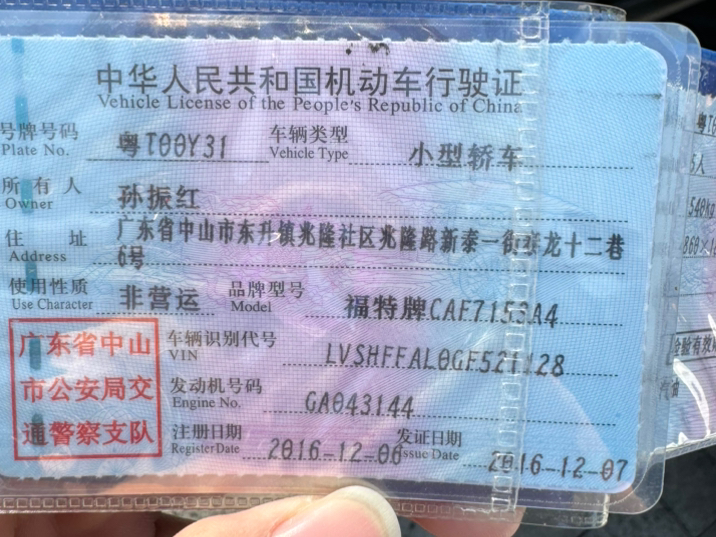 中华人民共和国机动车行驶证
Vehicle License of the People's Republic of China
号牌号码 粤T00Y31 车辆类型 小型轿车
Plate No. Vehicle Type
所有人 孙振红
Owner
住址 广东省中山市东升镇兆隆社区兆隆路新泰一街 龙十二巷
Address 6号
使用性质 非营运 品牌型号 福特牌CAF7153A4
Use Character Model
广东省中山
市公安局交
通警察支队
车辆识别代号
VIN
发动机号码 GA043144
Engine No.
注册日期 2016-12-06 发证日期 2016-12-07
Register Date Issue Date